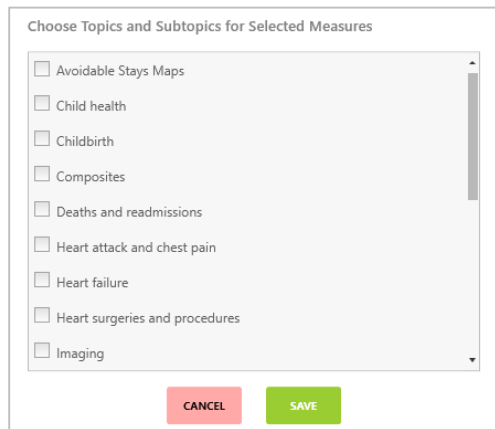 Choose Topics and Subtopics for Selected Measures
Avoidable Stays Maps
Child health
Childbirth
Composites
Deaths and readmissions
Heart attack and chest pain
Heart failure
Heart surgeries and procedures
Imaging
CANCEL SAVE